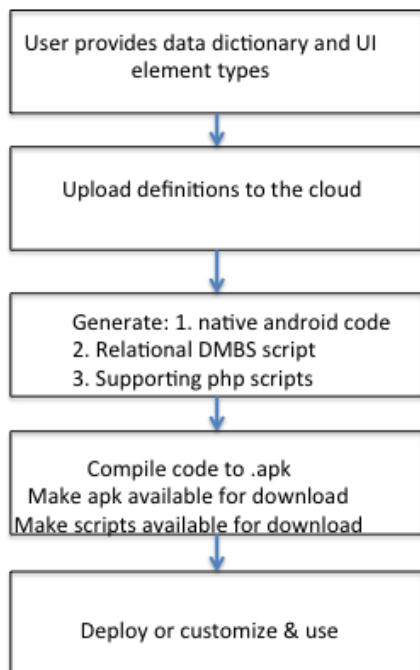 User provides data dictionary and UI
element types
Upload definitions to the cloud
Generate: 1. native android code
2. Relational DMBS script
3. Supporting php scripts
Compile code to .apk
Make apk available for download
Make scripts available for download
Deploy or customize & use